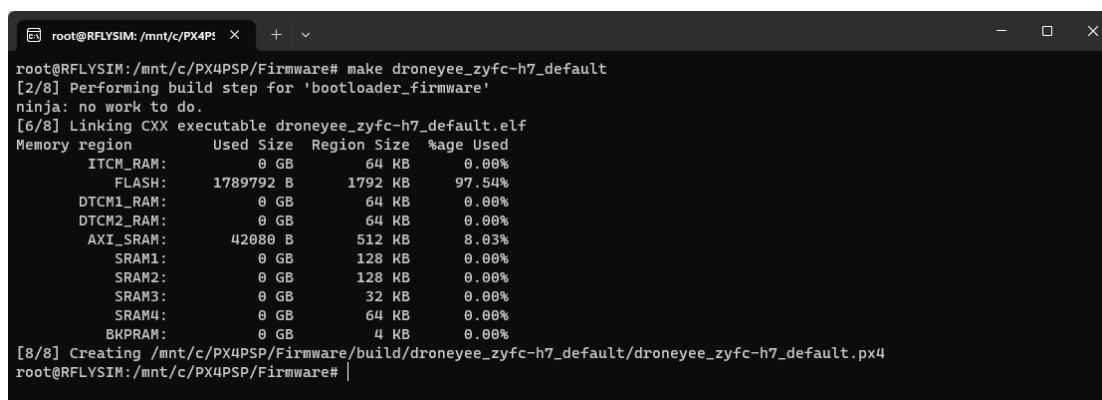 root@RFLYSIM: /mnt/c/PX4PS
root@RFLYSIM:/mnt/c/PX4PSP/Firmware# make droneyee_zyfc-h7_default
[2/8] Performing build step for 'bootloader_firmware'
ninja: no work to do.
[6/8] Linking CXX executable droneyee_zyfc-h7_default.elf
Memory region Used Size Region Size %age Used
ITCM_RAM: 0 GB 64 KB 0.00%
FLASH: 1789792 B 1792 KB 97.54%
DTCM1_RAM: 0 GB 64 KB 0.00%
DTCM2_RAM: 0 GB 64 KB 0.00%
AXI_SRAM: 42080 B 512 KB 8.03%
SRAM1: 0 GB 128 KB 0.00%
SRAM2: 0 GB 128 KB 0.00%
SRAM3: 0 GB 32 KB 0.00%
SRAM4: 0 GB 64 KB 0.00%
BKPRAM: 0 GB 4 KB 0.00%
[8/8] Creating /mnt/c/PX4PSP/Firmware/build/droneyee_zyfc-h7_default/droneyee_zyfc-h7_default.px4
root@RFLYSIM:/mnt/c/PX4PSP/Firmware#